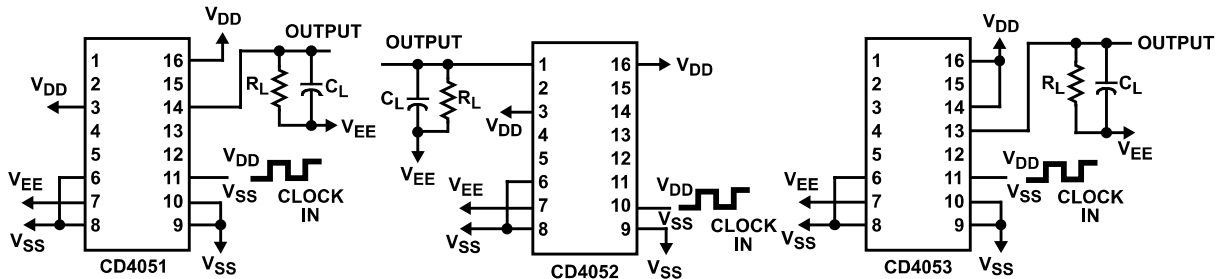 VDD
OUTPUT
1 16
2 15
VDD 3 14
RL CL
4 13
VEE
5 12
VDD
6 11
VSS
CLOCK IN
VEE
7 10
VSS
8 9
VSS
CD4051
OUTPUT
1 16 VDD
2 15
CL RL
3 14
VDD
4 13
5 12
VEE
6 11
VDD
VEE
7 10
VSS
CLOCK IN
VSS
8 9
VSS
CD4052
VDD
OUTPUT
1 16
2 15
RL CL
3 14
4 13
VEE
5 12
VDD
6 11
VSS
CLOCK IN
VEE
7 10
VSS
8 9
VSS
CD4053